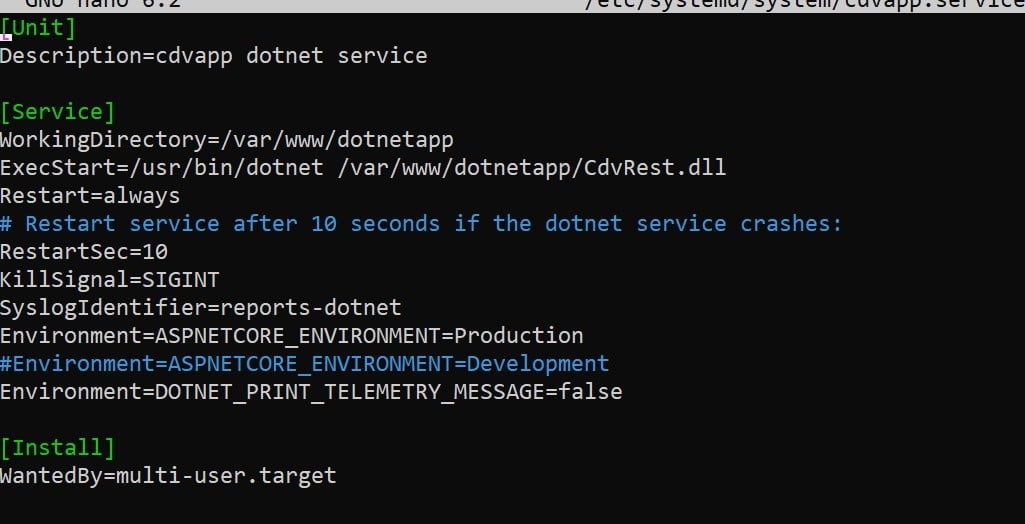 GNU nano 6.2 /etc/systemd/system/cdvapp.service
[Unit]
Description=cdvapp dotnet service
[Service]
WorkingDirectory=/var/www/dotnetapp
ExecStart=/usr/bin/dotnet /var/www/dotnetapp/CdvRest.dll
Restart=always
# Restart service after 10 seconds if the dotnet service crashes:
RestartSec=10
KillSignal=SIGINT
SyslogIdentifier=reports-dotnet
Environment=ASPNETCORE_ENVIRONMENT=Production
#Environment=ASPNETCORE_ENVIRONMENT=Development
Environment=DOTNET_PRINT_TELEMETRY_MESSAGE=false
[Install]
WantedBy=multi-user.target